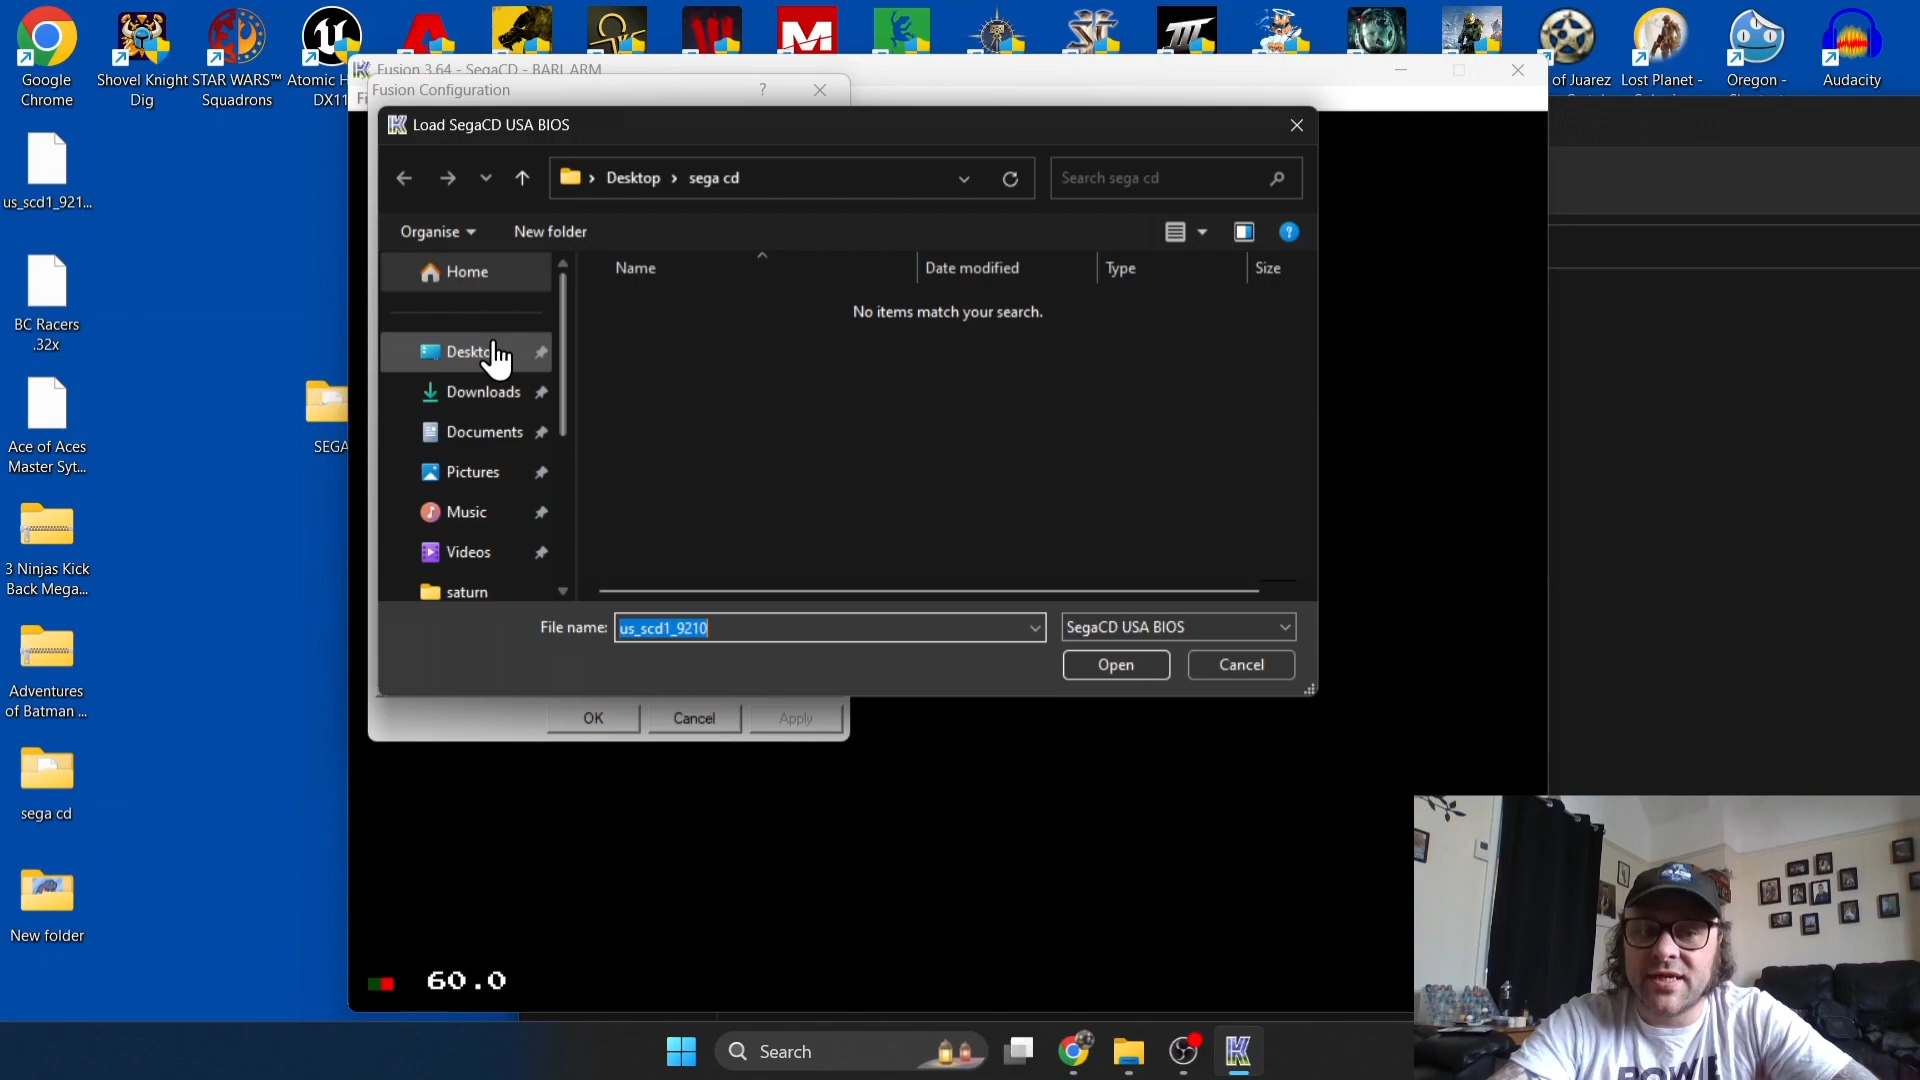 Google
Chrome
Shovel Knight
Dig
STAR WARS™
Squadrons
Atomic H
DX11
of Juarez
Lost Planet -
Oregon -
Audacity
us_scd1_921...
BC Racers
.32x
Ace of Aces
Master Syt...
3 Ninjas Kick
Back Mega...
Adventures
of Batman ...
sega cd
New folder
SEGA
Fusion 3.64 - SegaCD - BARI ARM
Fusion Configuration
?
Load SegaCD USA BIOS
Desktop
sega cd
Search sega cd
Organise
New folder
?
Name
Date modified
Type
Size
No items match your search.
Home
Deskto
Downloads
Documents
Pictures
Music
Videos
saturn
File name:
us_scd1_9210
SegaCD USA BIOS
Open
Cancel
OK
Cancel
Apply
60.0
Search